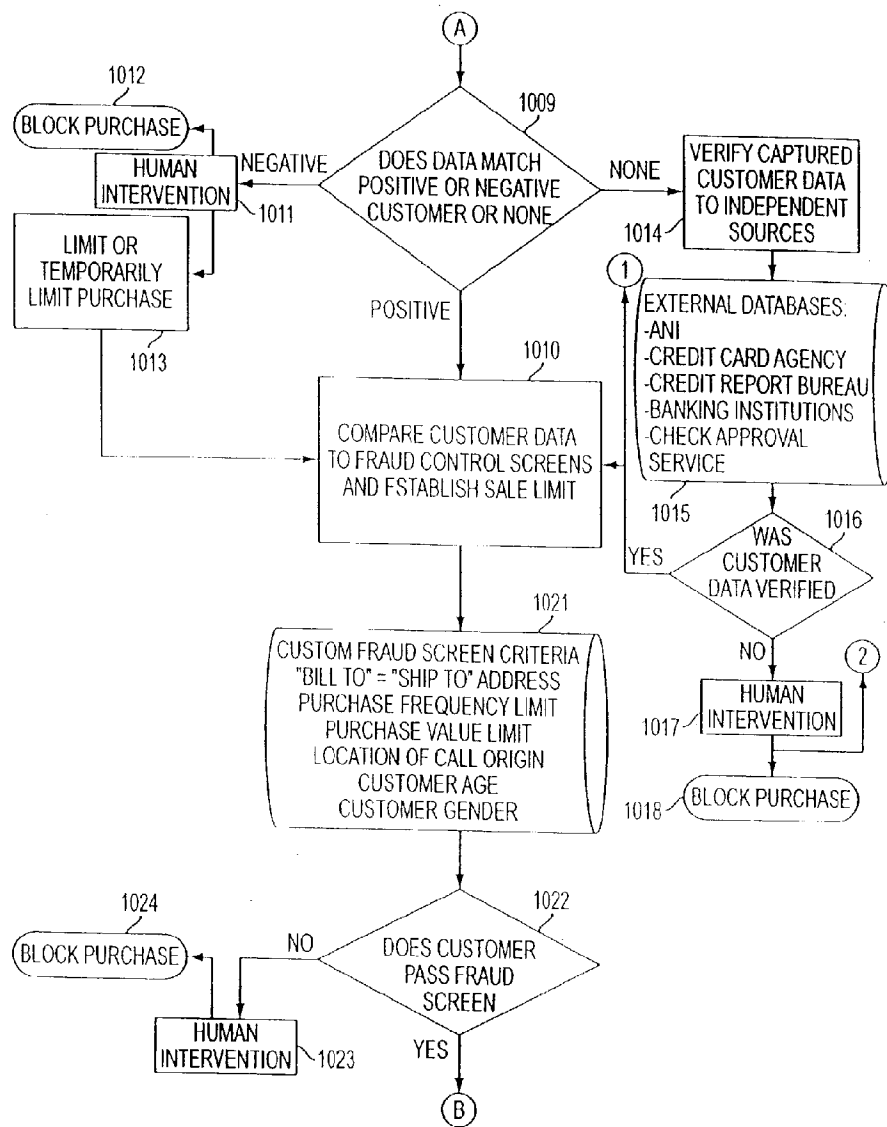 A
1012
BLOCK PURCHASE
HUMAN
INTERVENTION
1011
NEGATIVE
LIMIT OR
TEMPORARILY
LIMIT PURCHASE
1013
1009
DOES DATA MATCH
POSITIVE OR NEGATIVE
CUSTOMER OR NONE
NONE
POSITIVE
VERIFY CAPTURED
CUSTOMER DATA
TO INDEPENDENT
SOURCES
1014
1
EXTERNAL DATABASES:
-ANI
-CREDIT CARD AGENCY
-CREDIT REPORT BUREAU
-BANKING INSTITUTIONS
-CHECK APPROVAL
SERVICE
1015
1010
COMPARE CUSTOMER DATA
TO FRAUD CONTROL SCREENS
AND ESTABLISH SALE LIMIT
1016
WAS
CUSTOMER
DATA VERIFIED
YES
NO
2
HUMAN
INTERVENTION
1017
BLOCK PURCHASE
1018
1021
CUSTOM FRAUD SCREEN CRITERIA
"BILL TO" = "SHIP TO" ADDRESS
PURCHASE FREQUENCY LIMIT
PURCHASE VALUE LIMIT
LOCATION OF CALL ORIGIN
CUSTOMER AGE
CUSTOMER GENDER
1022
DOES CUSTOMER
PASS FRAUD
SCREEN
NO
1024
BLOCK PURCHASE
HUMAN
INTERVENTION
1023
YES
B